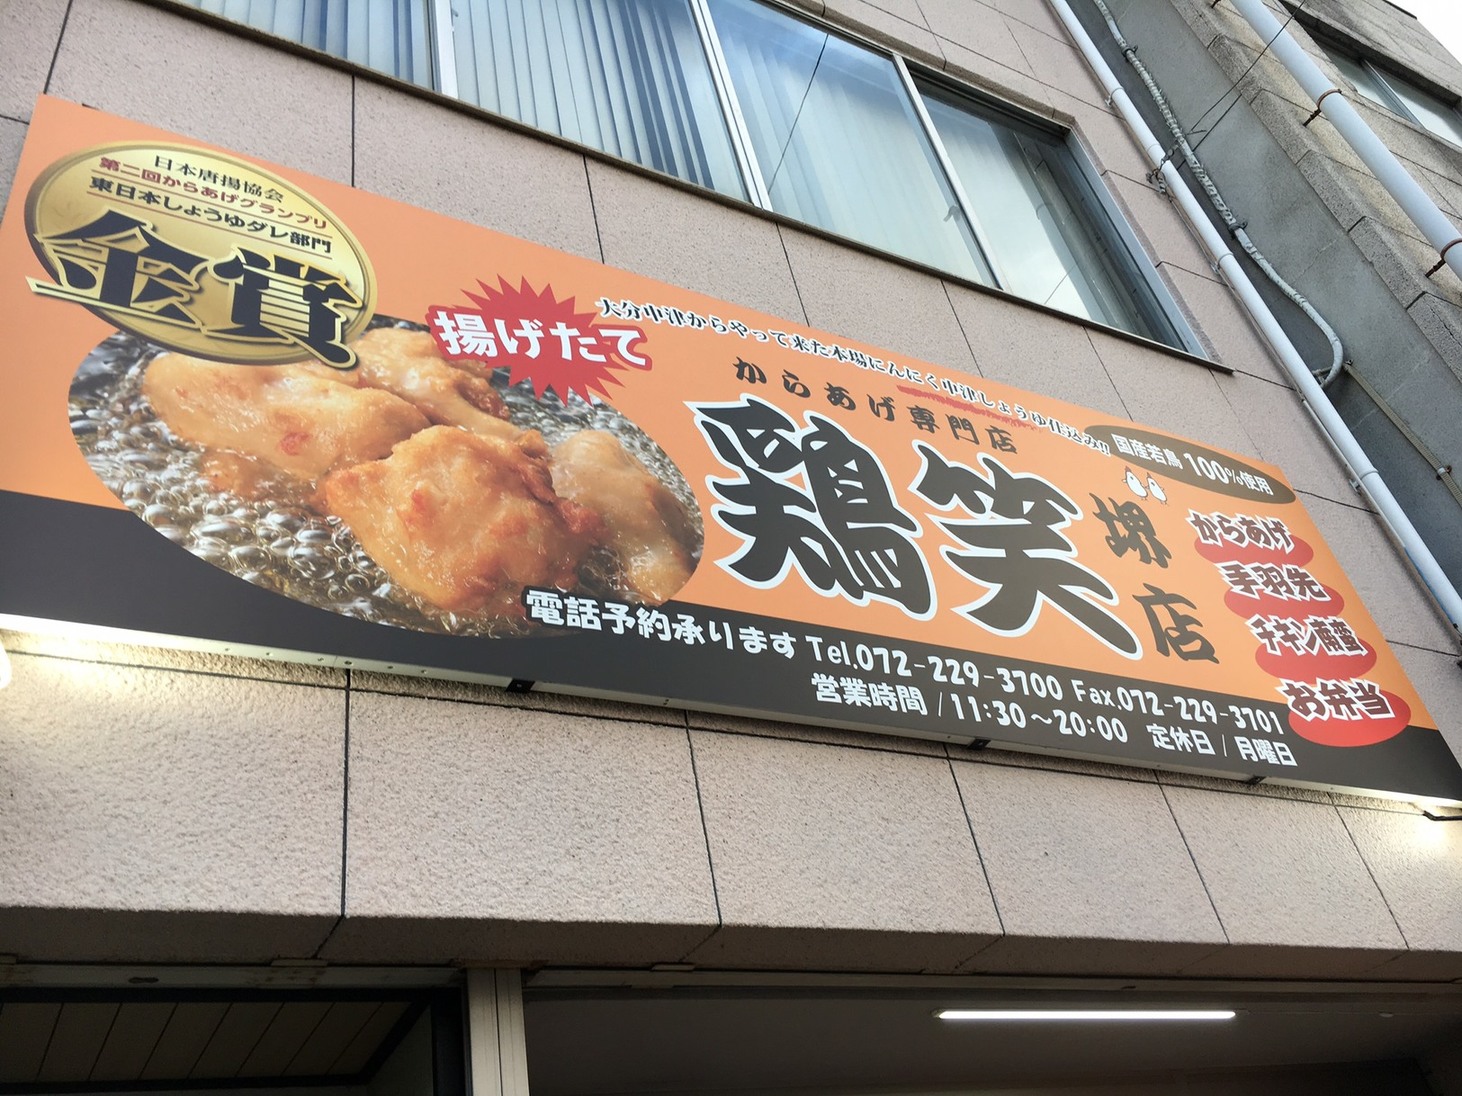 日本唐揚協会
第二回からあげグランプリ
東日本しょうゆダレ部門
金賞
揚げたて
大分中津からやって来た本場にんにく中津しょうゆ仕込み!!
からあげ専門店
鶏笑
堺店
国産若鳥100%使用
からあげ
手羽先
チキン南蛮
お弁当
電話予約承ります Tel.072-229-3700 Fax.072-229-3701
営業時間/11:30~20:00 定休日/月曜日